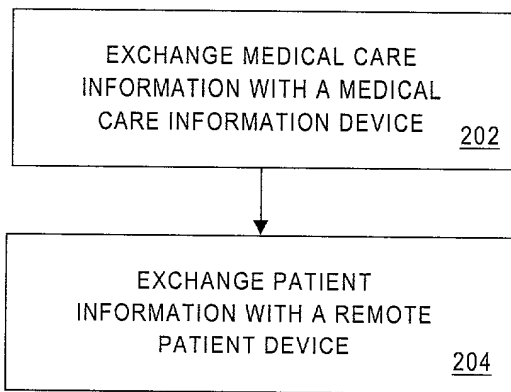 EXCHANGE MEDICAL CARE
INFORMATION WITH A MEDICAL
CARE INFORMATION DEVICE
202
EXCHANGE PATIENT
INFORMATION WITH A REMOTE
PATIENT DEVICE
204